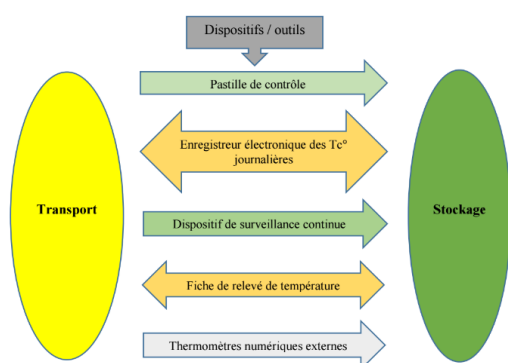 Dispositifs / outils
Pastille de contrôle
Enregistreur électronique des Tc°
journalières
Transport
Dispositif de surveillance continue
Stockage
Fiche de relevé de température
Thermomètres numériques externes